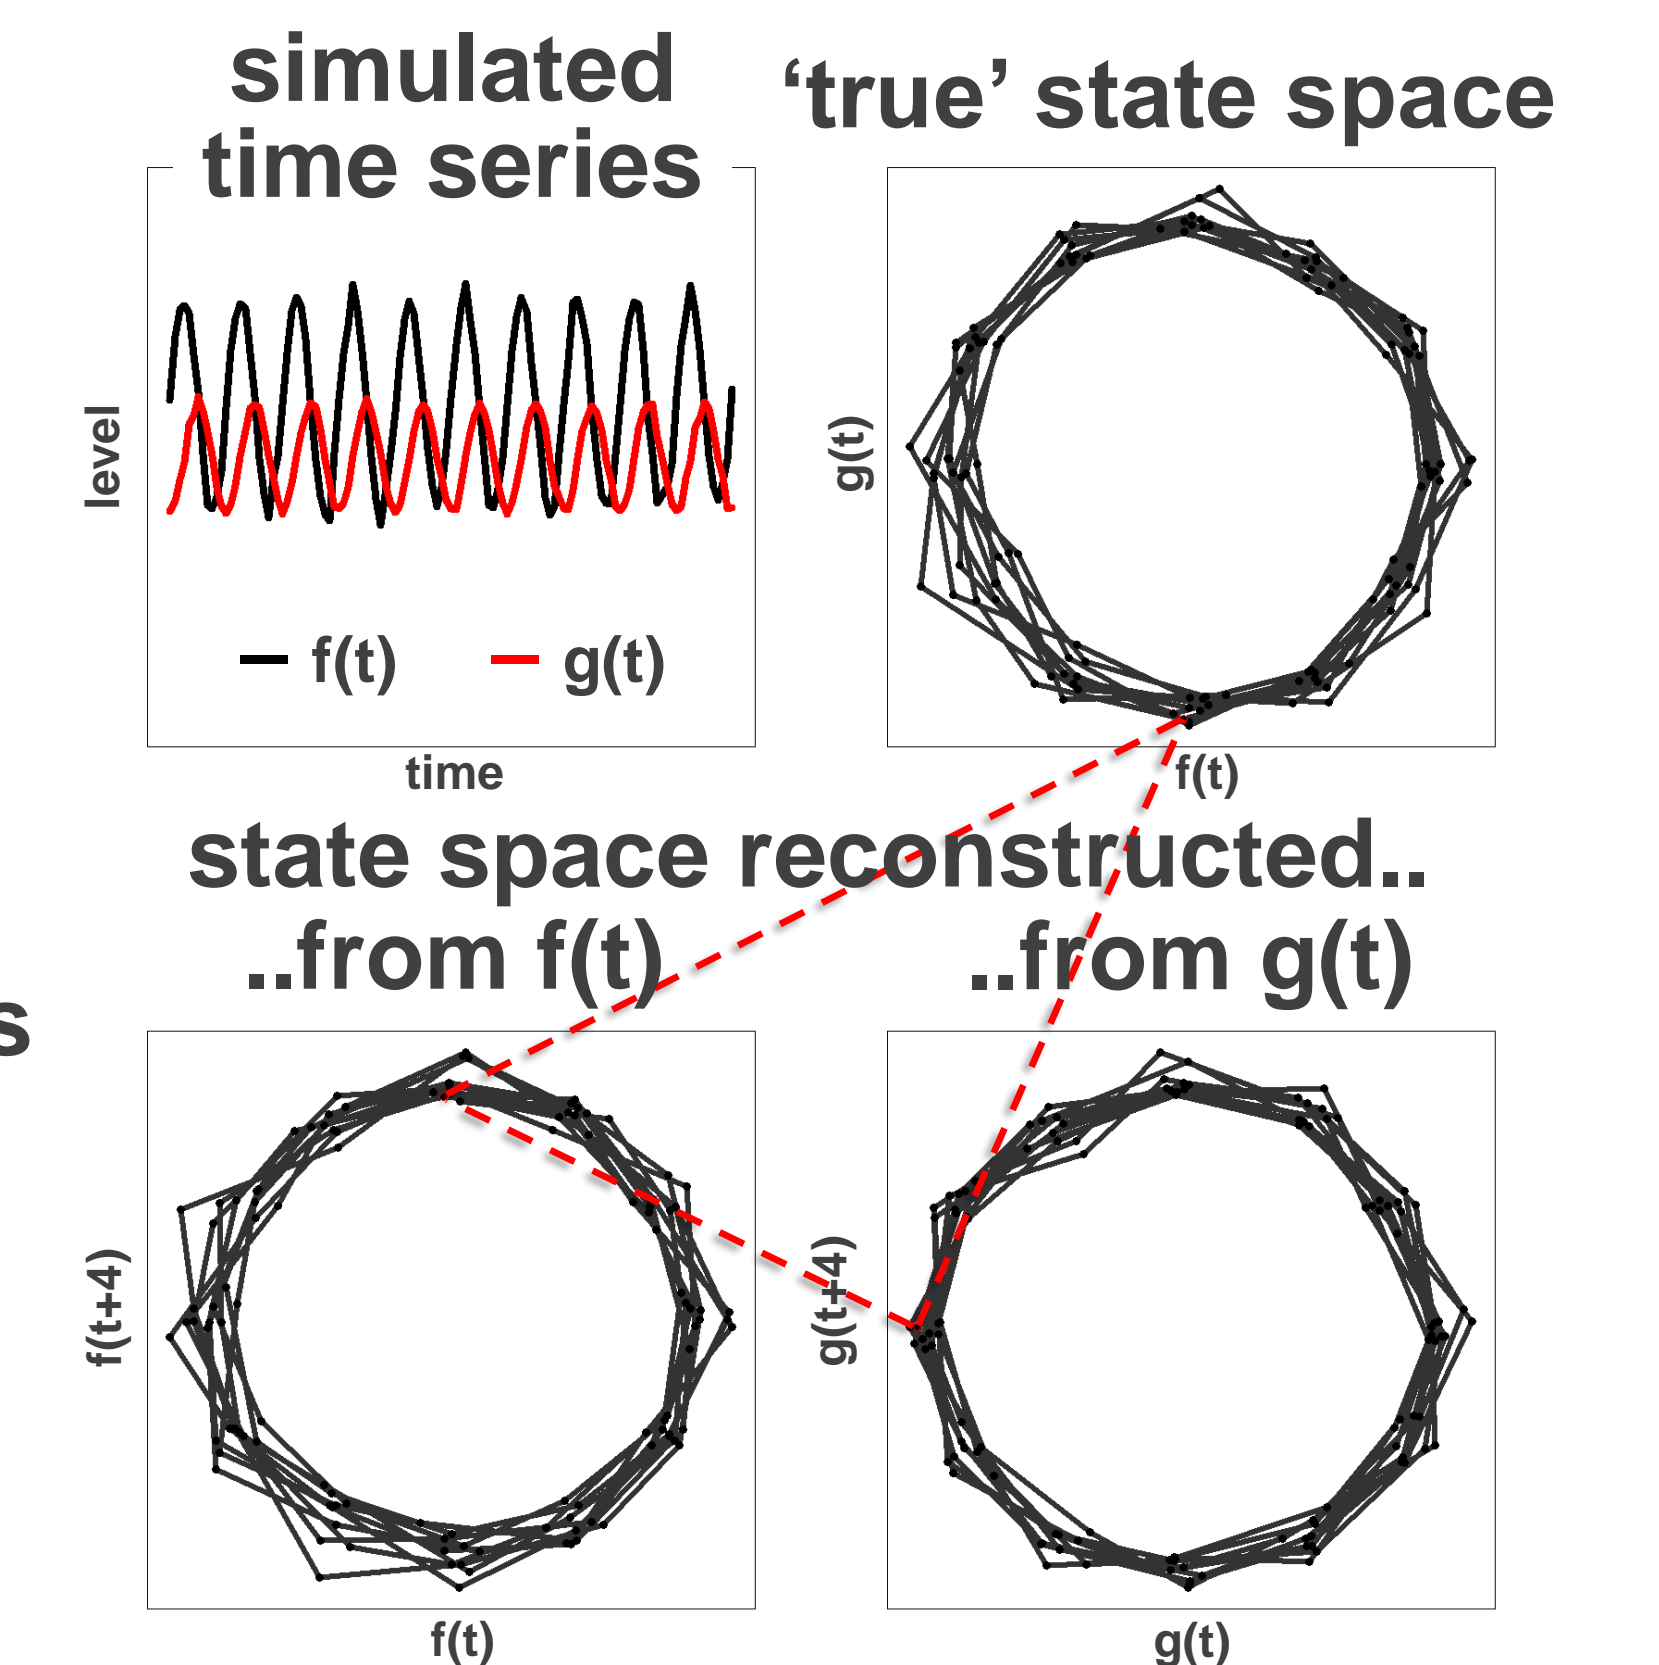 simulated
time series
'true' state space
level
f(t)
g(t)
time
g(t)
f(t)
state space reconstructed..
..from f(t)
..from g(t)
s
f(t+4)
f(t)
g(t+4)
g(t)